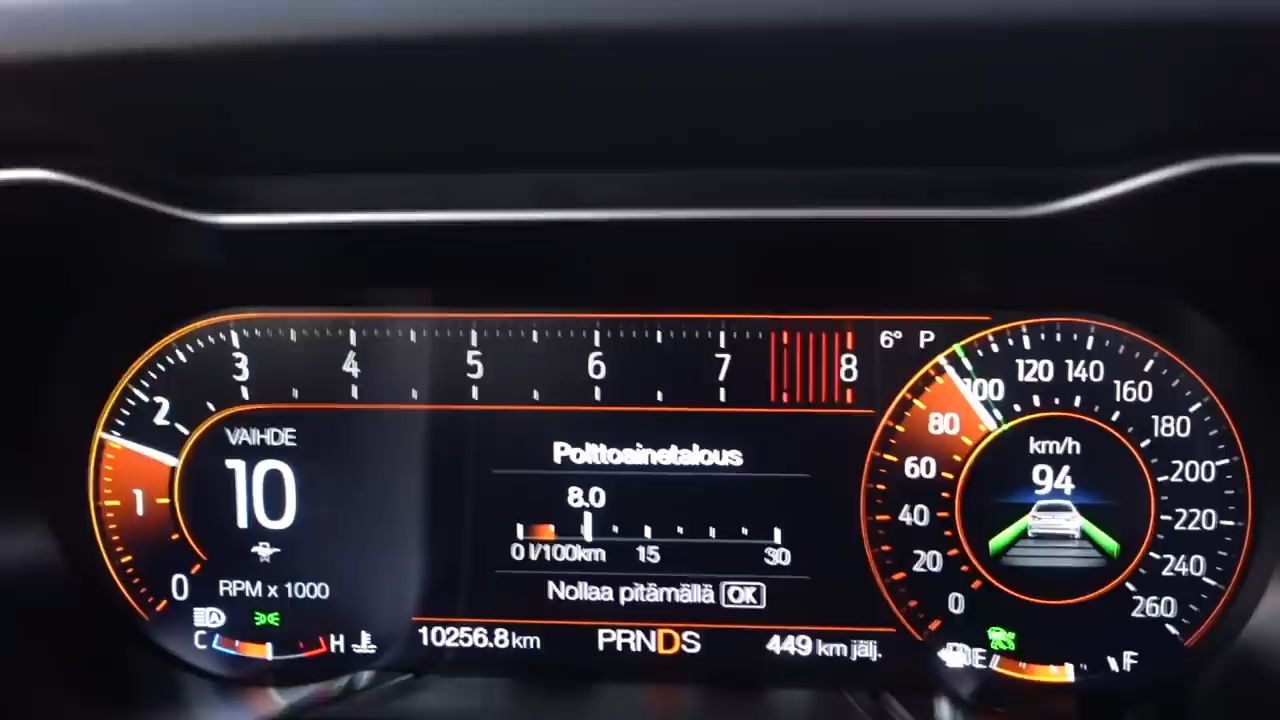 3 4 5 6 7 8
6° P
2
1
0
VAIHDE
10
RPM x 1000
C H
Polttoainetalous
8.0
0 l/100km 15 30
Nollaa pitämällä OK
10256.8 km PRNDS 449 km jälj.
0 20 40 60 80 100 120 140 160 180 200 220 240 260
km/h
94
E F